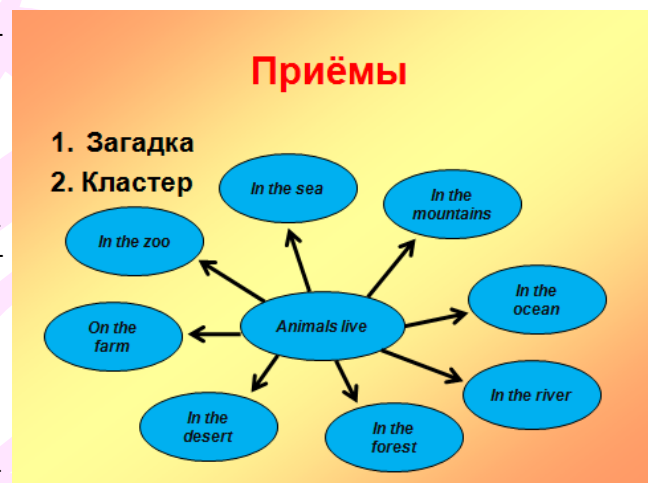 Приёмы
1. Загадка
2. Кластер
In the sea
In the
mountains
In the zoo
In the
ocean
Animals live
On the
farm
In the river
In the
desert
In the
forest